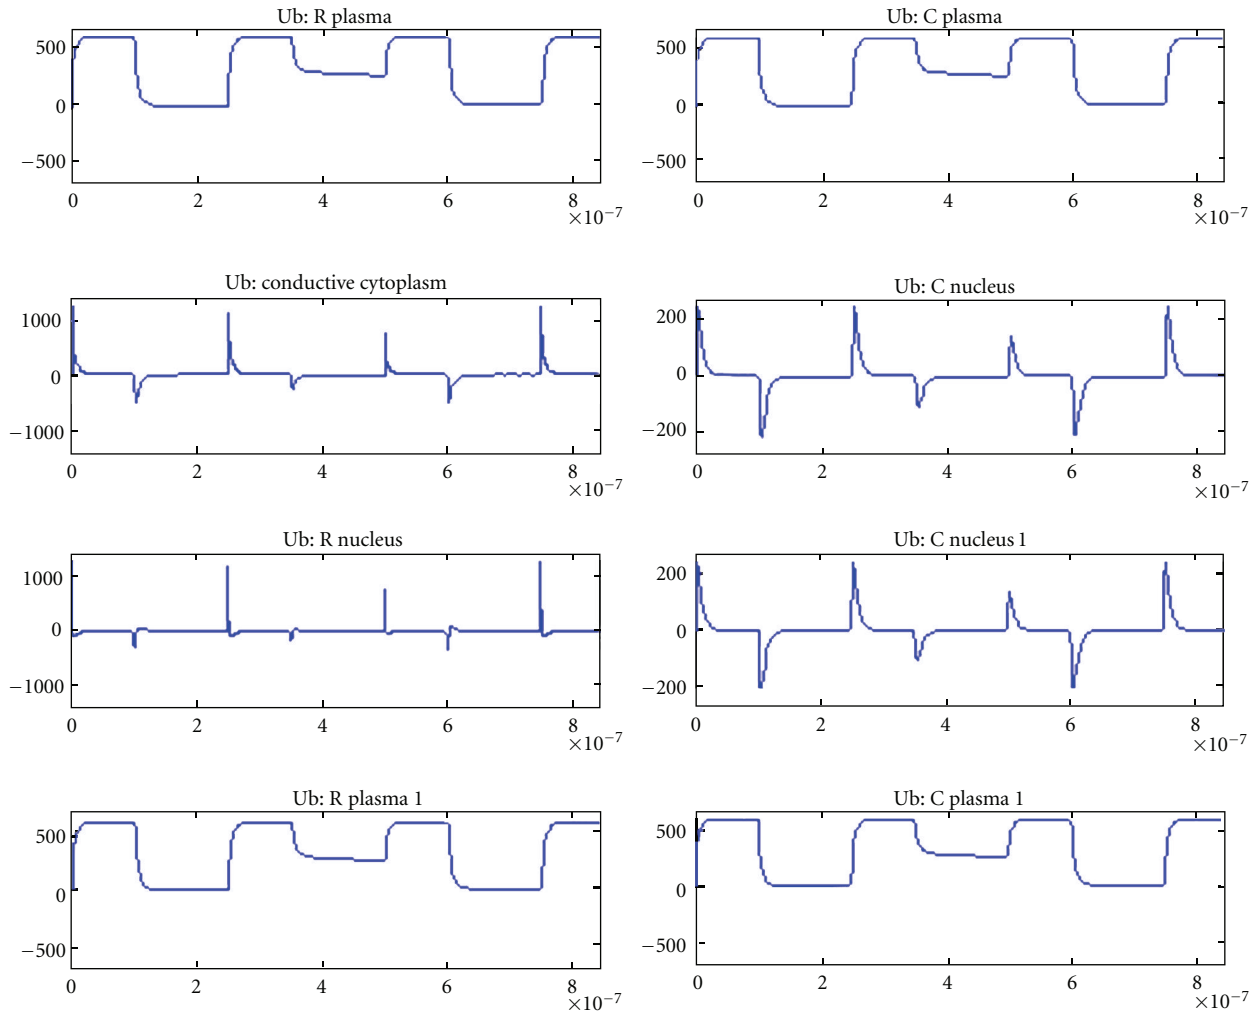 Ub: R plasma
500
0
−500
0 2 4 6 8
×10−7
Ub: C plasma
500
0
−500
0 2 4 6 8
×10−7
Ub: conductive cytoplasm
1000
0
−1000
0 2 4 6 8
×10−7
Ub: C nucleus
200
0
−200
0 2 4 6 8
×10−7
Ub: R nucleus
1000
0
−1000
0 2 4 6 8
×10−7
Ub: C nucleus 1
200
0
−200
0 2 4 6 8
×10−7
Ub: R plasma 1
500
0
−500
0 2 4 6 8
×10−7
Ub: C plasma 1
500
0
−500
0 2 4 6 8
×10−7